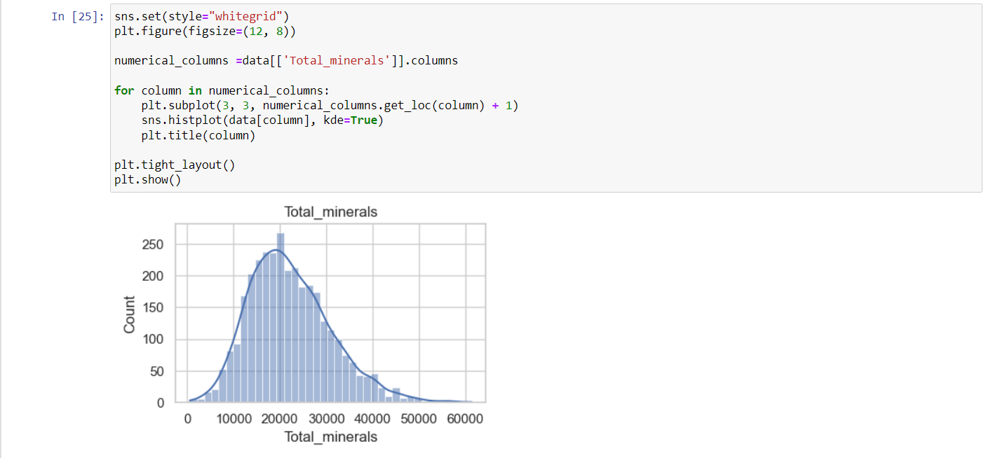 In [25]: sns.set(style="whitegrid")
plt.figure(figsize=(12, 8))
numerical_columns =data[['Total_minerals']].columns
for column in numerical_columns:
    plt.subplot(3, 3, numerical_columns.get_loc(column) + 1)
    sns.histplot(data[column], kde=True)
    plt.title(column)
plt.tight_layout()
plt.show()
Total_minerals
250
200
150
100
50
0
Count
0 10000 20000 30000 40000 50000 60000
Total_minerals